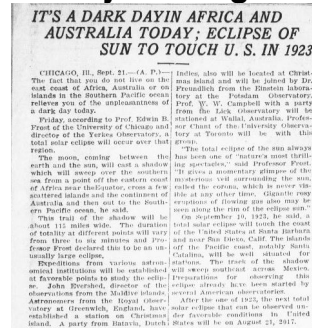 IT'S A DARK DAYIN AFRICA AND
AUSTRALIA TODAY; ECLIPSE OF
SUN TO TOUCH U. S. IN 1923
CHICAGO, Ill., Sept. 21.—(A. P.)—
The fact that you do not live on the
east coast of Africa, Australia or on
islands in the Southern Pacific ocean
relieves you of the unpleasantness of
a dark day today.
Friday, according to Prof. Edwin B.
Frost of the University of Chicago and
director of the Yerkes Observatory, a
total solar eclipse will occur over that
region.
The moon, coming between the
earth and the sun, will cast a shadow
which will sweep over the southern
sea from a point off the eastern coast
of Africa near the Equator, cross a few
scattered islands and the continent of
Australia and then out to the South-
ern Pacific ocean, he said.
This trail of the shadow will be
about 115 miles wide. The duration
of totality at different points will vary
from three to six minutes and Pro-
fessor Frost declared this to be an un-
usually large eclipse.
Expeditions from various astron-
omical institutions will be established
at favorable points to study the eclip-
se. John Evershed, director of the
observations from the Maldive islands.
Astronomers from the Royal Obser-
vatory at Greenwich, England, have
established a station on Christmas
island. A party from Batavia, Dutch
Indies, also will be located at Christ-
mas island and will be joined by Dr.
Freundlich from the Einstein labora-
tory at the Potsdam Observatory.
Prof. W. W. Campbell with a party
from the Lick Observatory will be
stationed at Wallal, Australia, Profes-
sor Chant of the University Observa-
tory at Toronto will be with this
group.
"The total eclipse of the sun always
has been one of "nature's most thrill-
ing spectacles," said Professor Frost.
"It gives a momentary glimpse of the
mysterious veil surrounding the sun,
called the corona, which is never vis-
ible at any other time. Gigantic rosy
eruptions of flowing gas also may be
seen along the rim of the eclipse sun."
On September 10, 1923, he said, a
total solar eclipse will touch the coast
of the United States at Santa Barbara
and near San Diego, Calif. The islands
off the Pacific coast, notably Santa
Catalina, will be well situated for
stations. The track of the shadow
will sweep southeast across Mexico.
Preparations for observing this
eclipse already have been started by
several American observatories.
After the one of 1923, the next total
solar eclipse that can be observed un-
der favorable conditions in United
States will be on August 21, 2017.